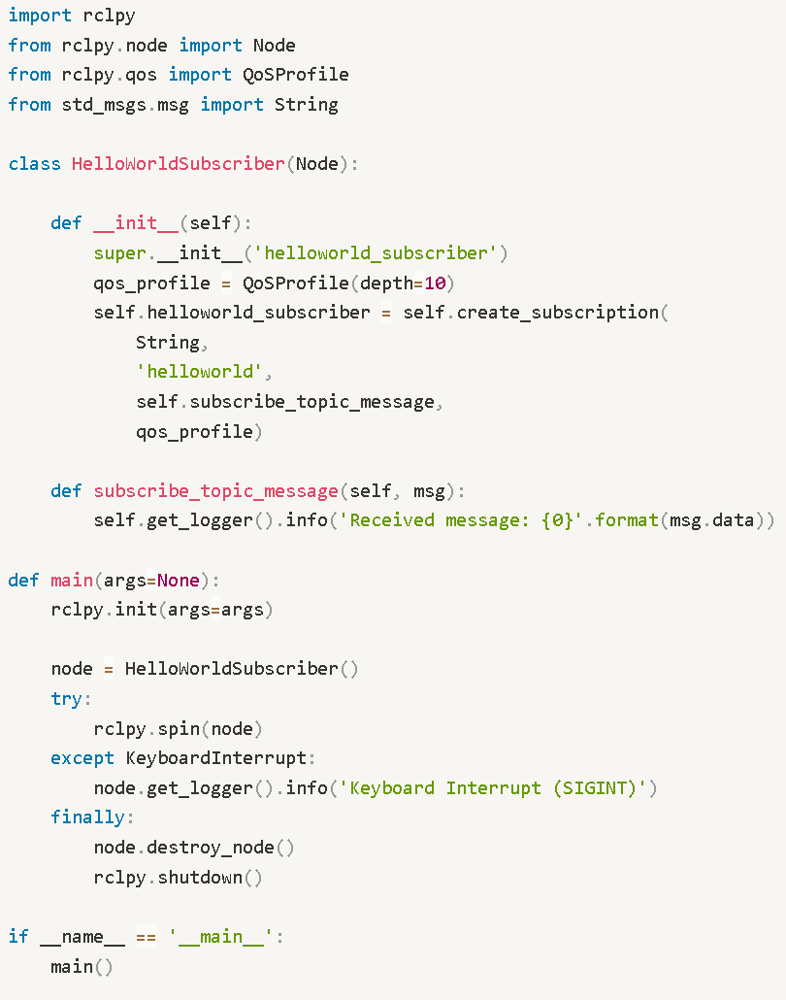 import rclpy
from rclpy.node import Node
from rclpy.qos import QoSProfile
from std_msgs.msg import String

class HelloWorldSubscriber(Node):

    def __init__(self):
        super.__init__('helloworld_subscriber')
        qos_profile = QoSProfile(depth=10)
        self.helloworld_subscriber = self.create_subscription(
            String,
            'helloworld',
            self.subscribe_topic_message,
            qos_profile)

    def subscribe_topic_message(self, msg):
        self.get_logger().info('Received message: {0}'.format(msg.data))

def main(args=None):
    rclpy.init(args=args)

    node = HelloWorldSubscriber()
    try:
        rclpy.spin(node)
    except KeyboardInterrupt:
        node.get_logger().info('Keyboard Interrupt (SIGINT)')
    finally:
        node.destroy_node()
        rclpy.shutdown()

if __name__ == '__main__':
    main()